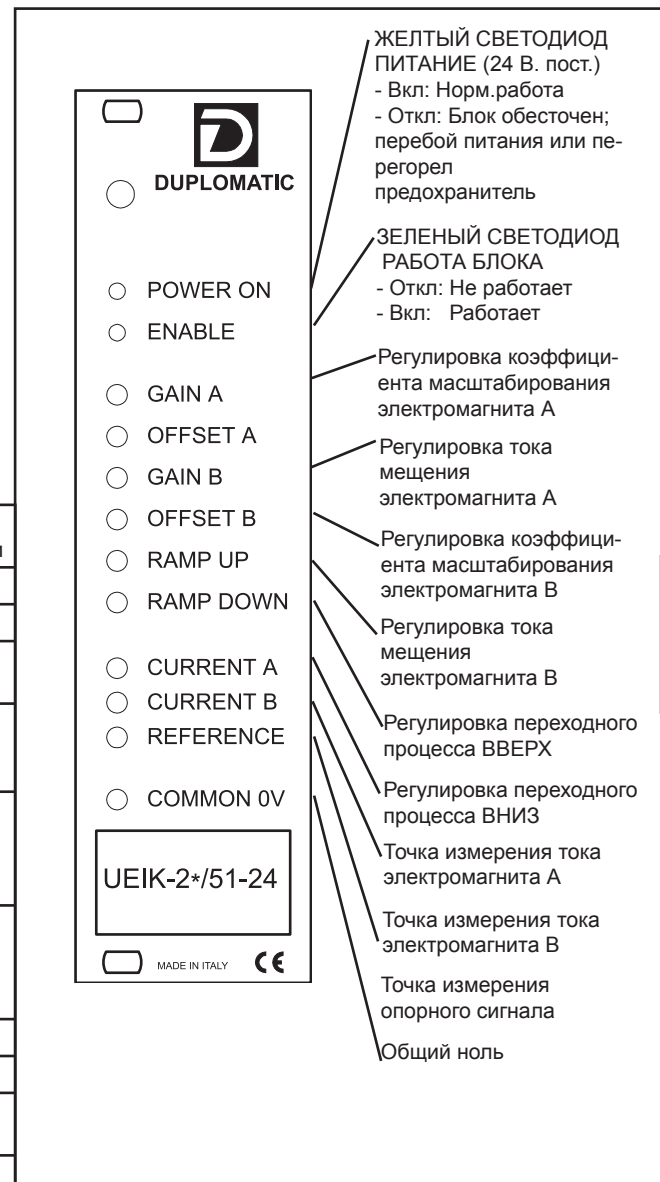 DUPLOMATIC
POWER ON
ENABLE
GAIN A
OFFSET A
GAIN B
OFFSET B
RAMP UP
RAMP DOWN
CURRENT A
CURRENT B
REFERENCE
COMMON 0V
UEIK-2*/51-24
MADE IN ITALY CE
ЖЕЛТЫЙ СВЕТОДИОД
ПИТАНИЕ (24 В. пост.)
- Вкл: Норм.работа
- Откл: Блок обесточен;
перебой питания или пе-
регорел
предохранитель
ЗЕЛЕНЫЙ СВЕТОДИОД
РАБОТА БЛОКА
- Откл: Не работает
- Вкл: Работает
Регулировка коэффици-
ента масштабирования
электромагнита А
Регулировка тока
мещения
электромагнита А
Регулировка коэффици-
ента масштабирования
электромагнита В
Регулировка тока
мещения
электромагнита В
Регулировка переходного
процесса ВВЕРХ
Регулировка переходного
процесса ВНИЗ
Точка измерения тока
электромагнита А
Точка измерения тока
электромагнита В
Точка измерения
опорного сигнала
Общий ноль